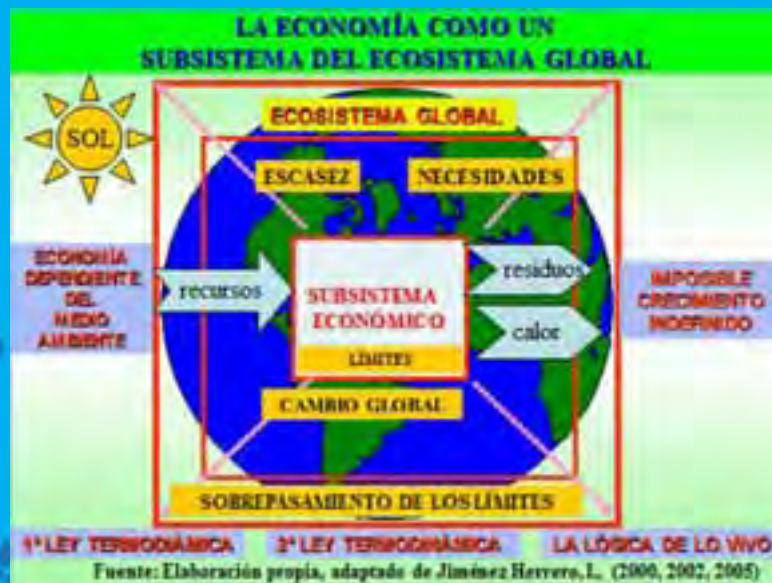 LA ECONOMÍA COMO UN
SUBSISTEMA DEL ECOSISTEMA GLOBAL
SOL
ECOSISTEMA GLOBAL
ESCASEZ
NECESIDADES
ECONOMÍA
DEPENDIENTE
DEL
MEDIO
AMBIENTE
recursos
SUBSISTEMA
ECONÓMICO
LÍMITES
residuos
calor
IMPOSIBLE
CRECIMIENTO
INDEFINIDO
CAMBIO GLOBAL
SOBREPASAMIENTO DE LOS LÍMITES
1ª LEY TERMODINÁMICA
2ª LEY TERMODINÁMICA
LA LÓGICA DE LO VIVO
Fuente: Elaboración propia, adaptado de Jiménez Herrero, L. (2000, 2002, 2005)